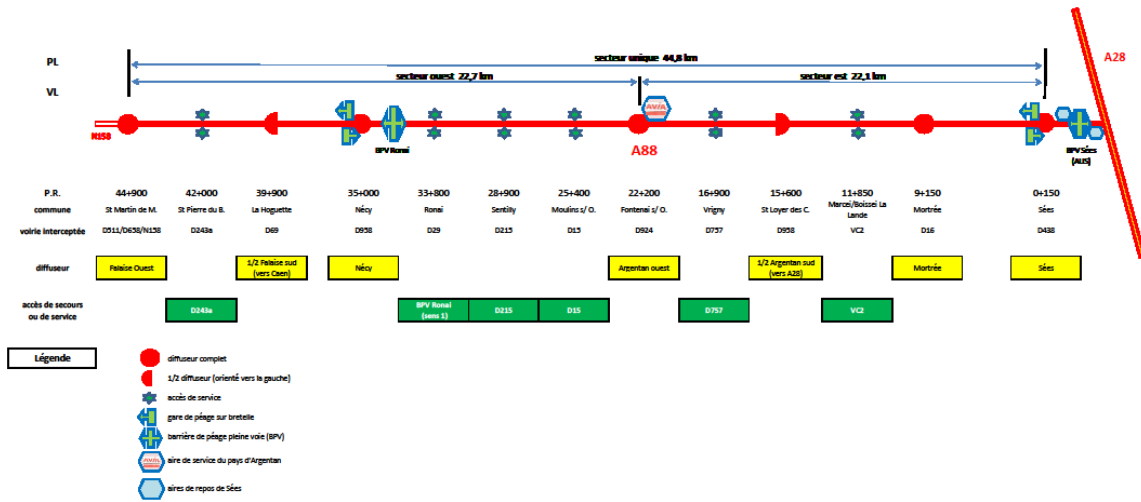 PL
secteur unique 44,8 km
A28
VL
secteur ouest 22,7 km
secteur est 22,1 km
AVIA
N158
BPV Ronai
A88
BPV Sées
(ALIS)
P.R. 44+900 42+000 39+900 35+000 33+800 28+900 25+400 22+200 16+900 15+600 11+850 9+150 0+150
commune St Martin de M. St Pierre du B. La Hoguette Nécy Ronai Sentilly Moulins s/ O. Fontenai s/ O. Vrigny St Loyer des C. Marcei/Boissei La Lande Mortrée Sées
voirie interceptée D511/D658/N158 D243a D69 D958 D29 D215 D15 D924 D757 D958 VC2 D16 D438
diffuseur Falaise Ouest 1/2 Falaise sud (vers Caen) Nécy Argentan ouest 1/2 Argentan sud (vers A28) Mortrée Sées
accès de secours ou de service D243a BPV Ronai (sens 1) D215 D15 D757 VC2
Légende
diffuseur complet
1/2 diffuseur (orienté vers la gauche)
accès de service
gare de péage sur bretelle
barrière de péage pleine voie (BPV)
AVIA aire de service du pays d'Argentan
aires de repos de Sées